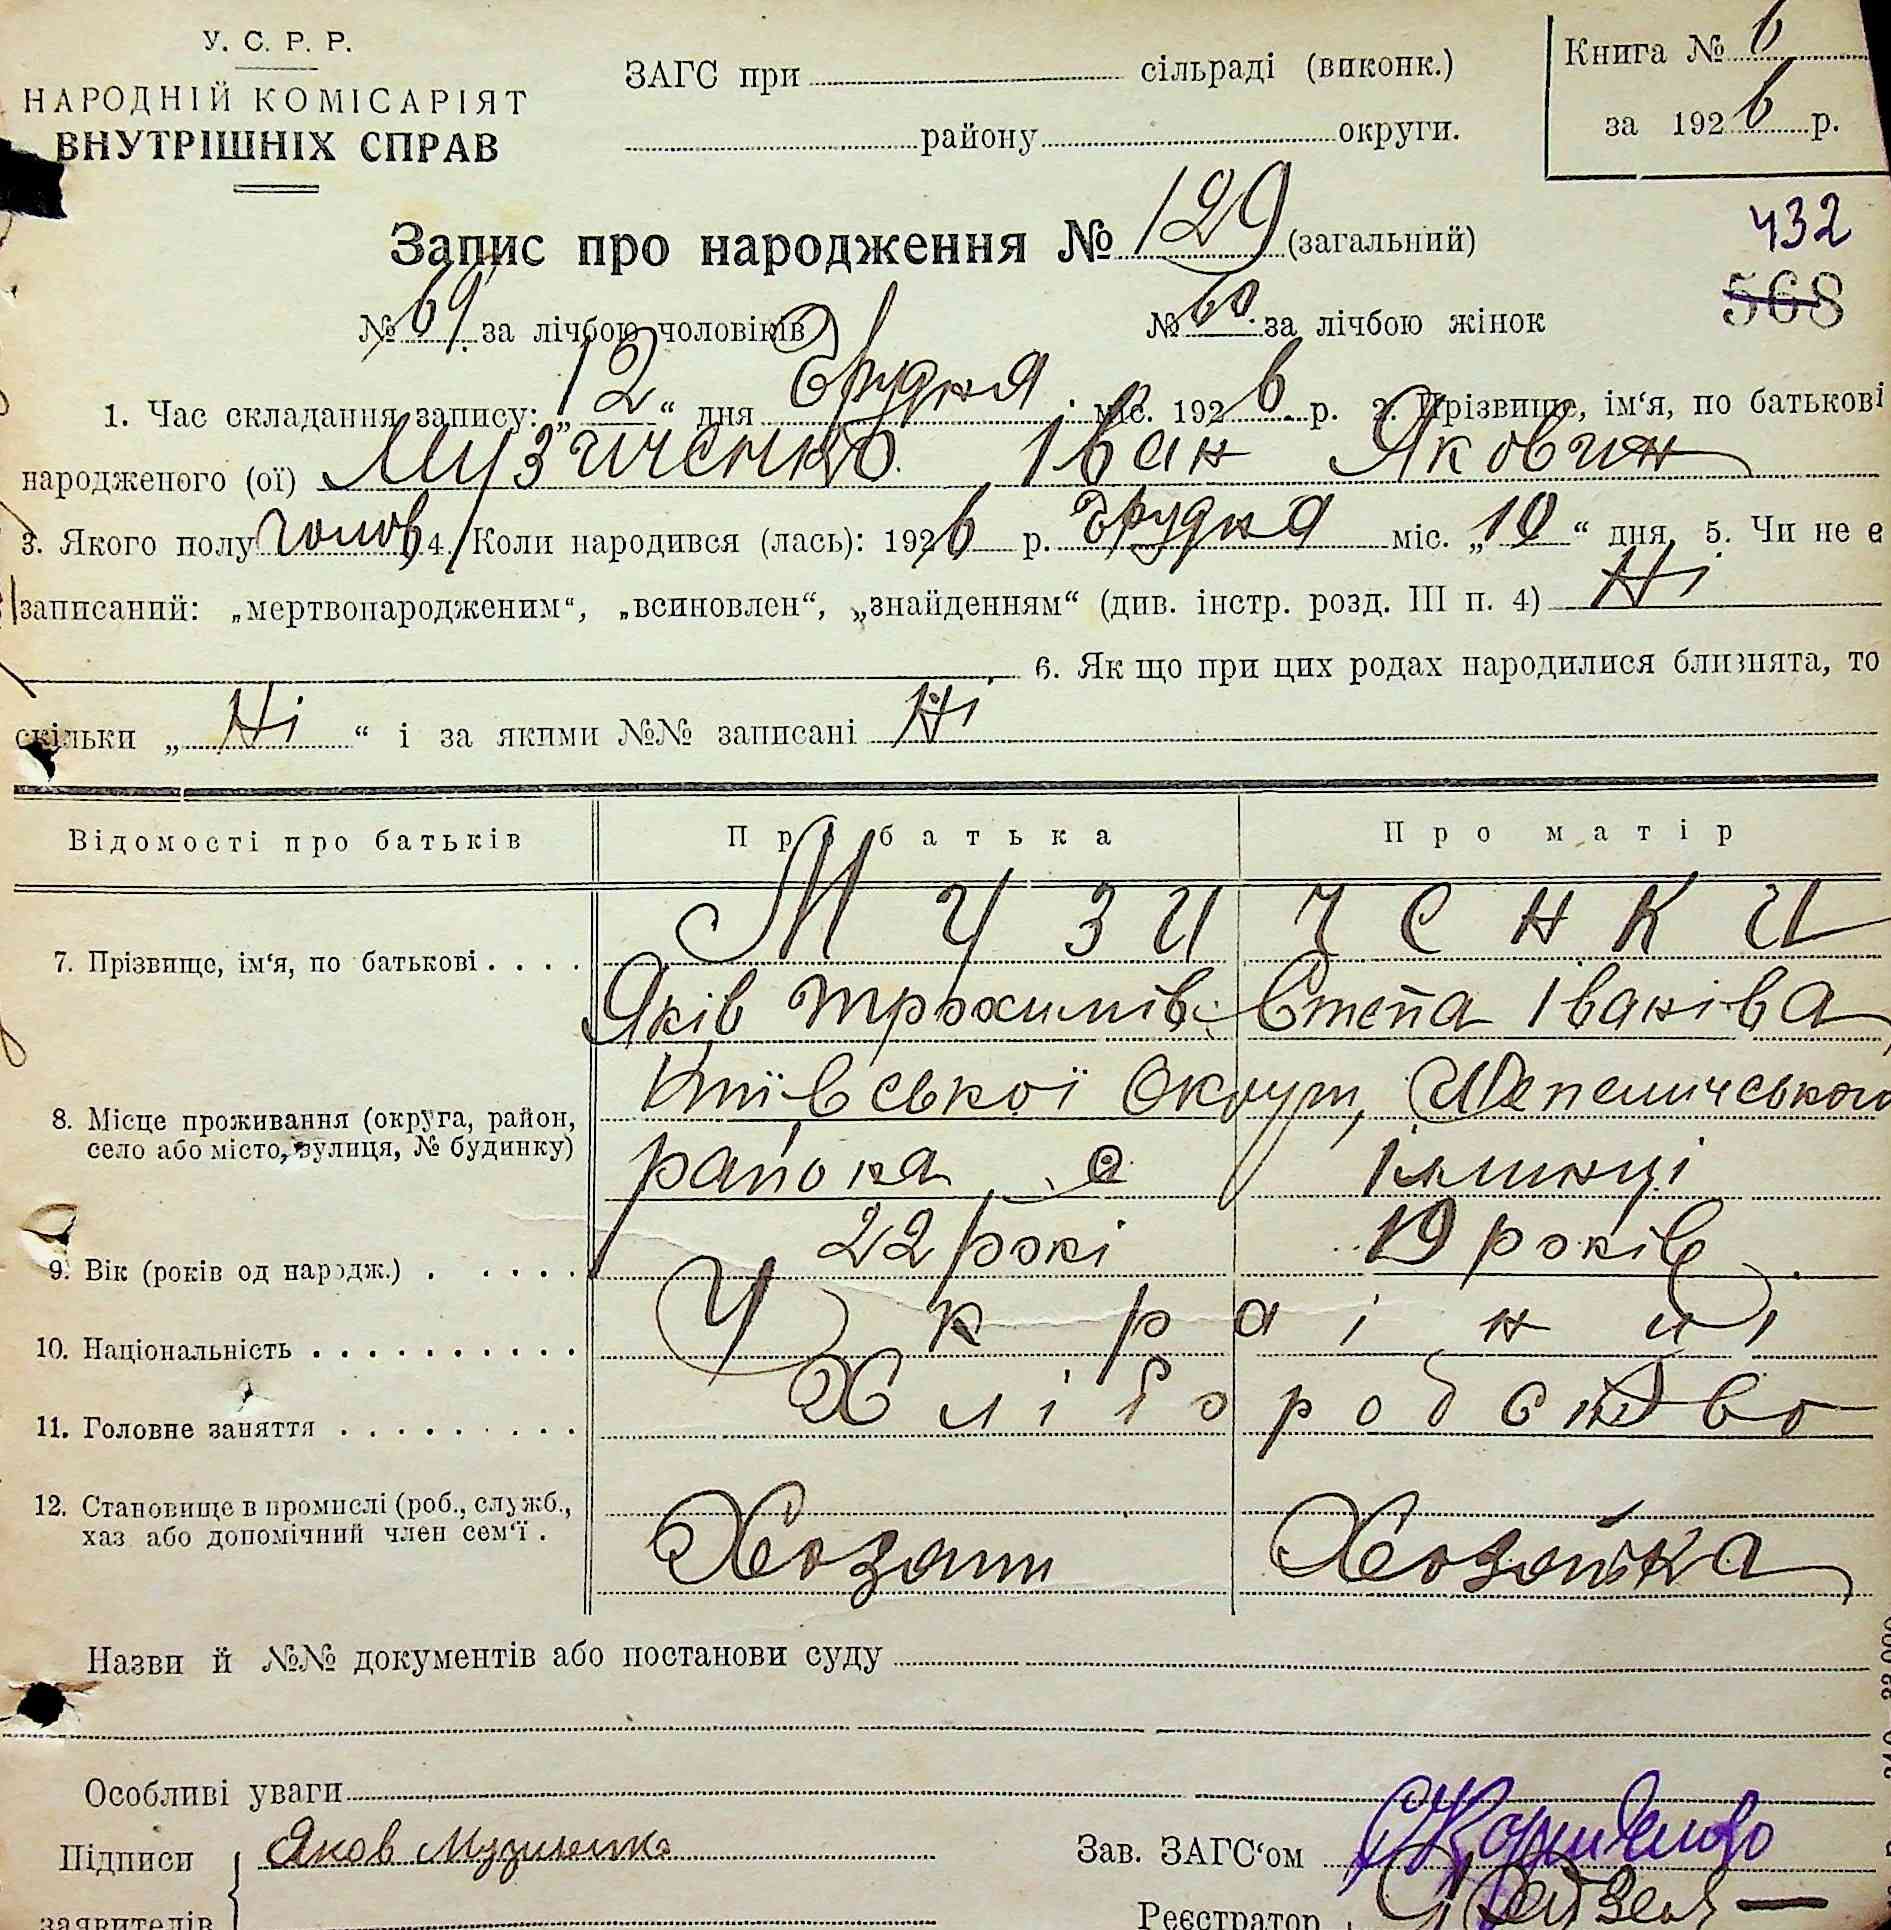 У. С. Р. Р.
НАРОДНІЙ КОМІСАРІЯТ
ВНУТРІШНІХ СПРАВ
ЗАГС при сільраді (виконк.)
району округи.
Книга № 6
за 1926 р.
Запис про народження № 129 (загальний)
432
568
№ 69 за лічбою чоловіків № 60 за лічбою жінок
1. Час складання запису: „12“ дня Грудня міс. 1926 р. 2. Прізвище, ім‘я, по батькові
народженого (ої) Музиченко Іван Яковин
3. Якого полу чолов 4. Коли народився (лась): 1926 р. Грудня міс. „10“ дня. 5. Чи не є
записаний: „мертвонародженим“, „всиновлен“, „знайденням“ (див. інстр. розд. III п. 4) Ні
6. Як що при цих родах народилися близнята, то
скільки „Ні“ і за якими №№ записані Ні
Відомості про батьків Про батька Про матір
7. Прізвище, ім‘я, по батькові . . . . Музиченки
Яків Трохимів Степа Іванівa
8. Місце проживання (округа, район, село або місто, вулиця, № будинку) Київської Округи,
района с
9. Вік (років од народж.) . . . . . . 22 рокі 19 років
10. Національність . . . . . . . . . . . Українці
11. Головне заняття . . . . . . . . . Хліборобство
12. Становище в промислі (роб., служб.,
хаз або допомічний член сем‘ї . Хозаїн Хозяйка
Назви й №№ документів або постанови суду
Особливі уваги
Підписи Яков Музиченко
заявителів
Зав. ЗАГС‘ом
Реєстратор